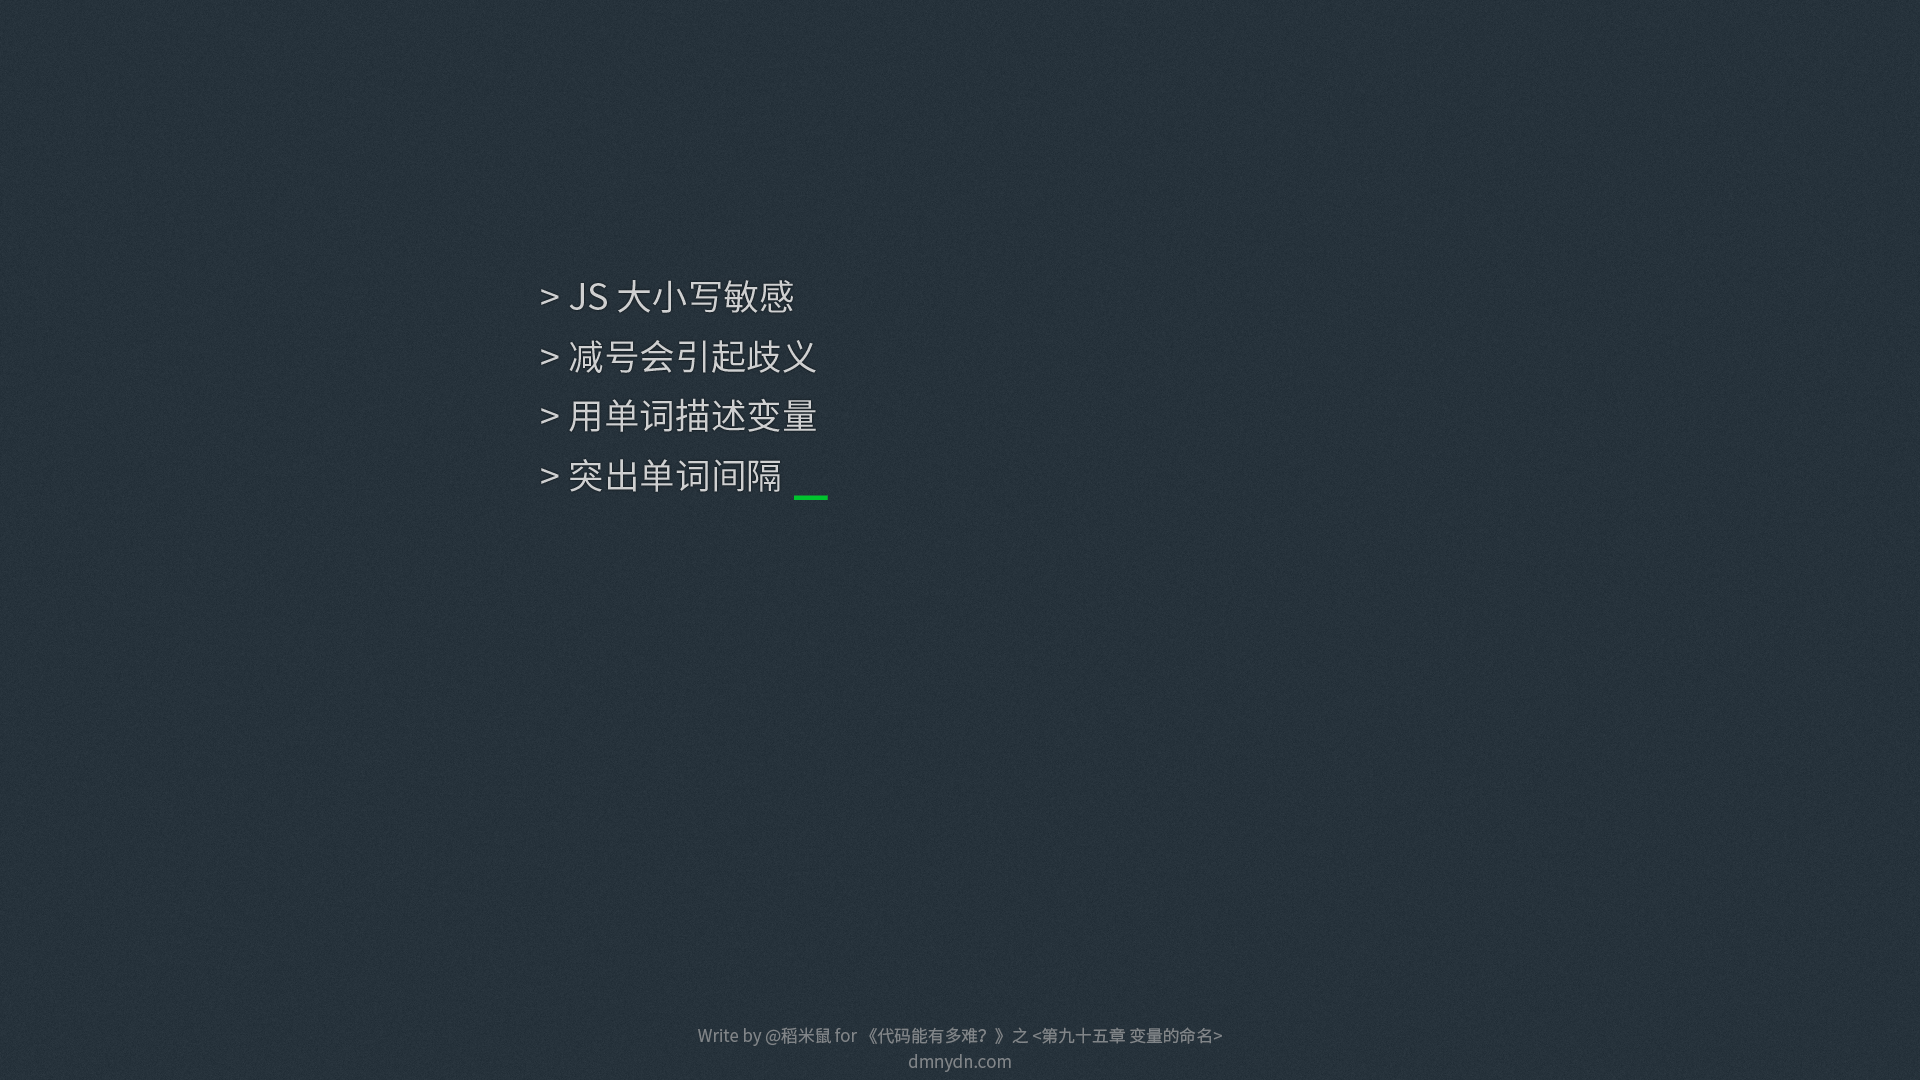 > JS 大小写敏感
> 减号会引起歧义
> 用单词描述变量
> 突出单词间隔 _
Write by @稻米鼠 for 《代码能有多难？》之 <第九十五章 变量的命名>
dmnydn.com